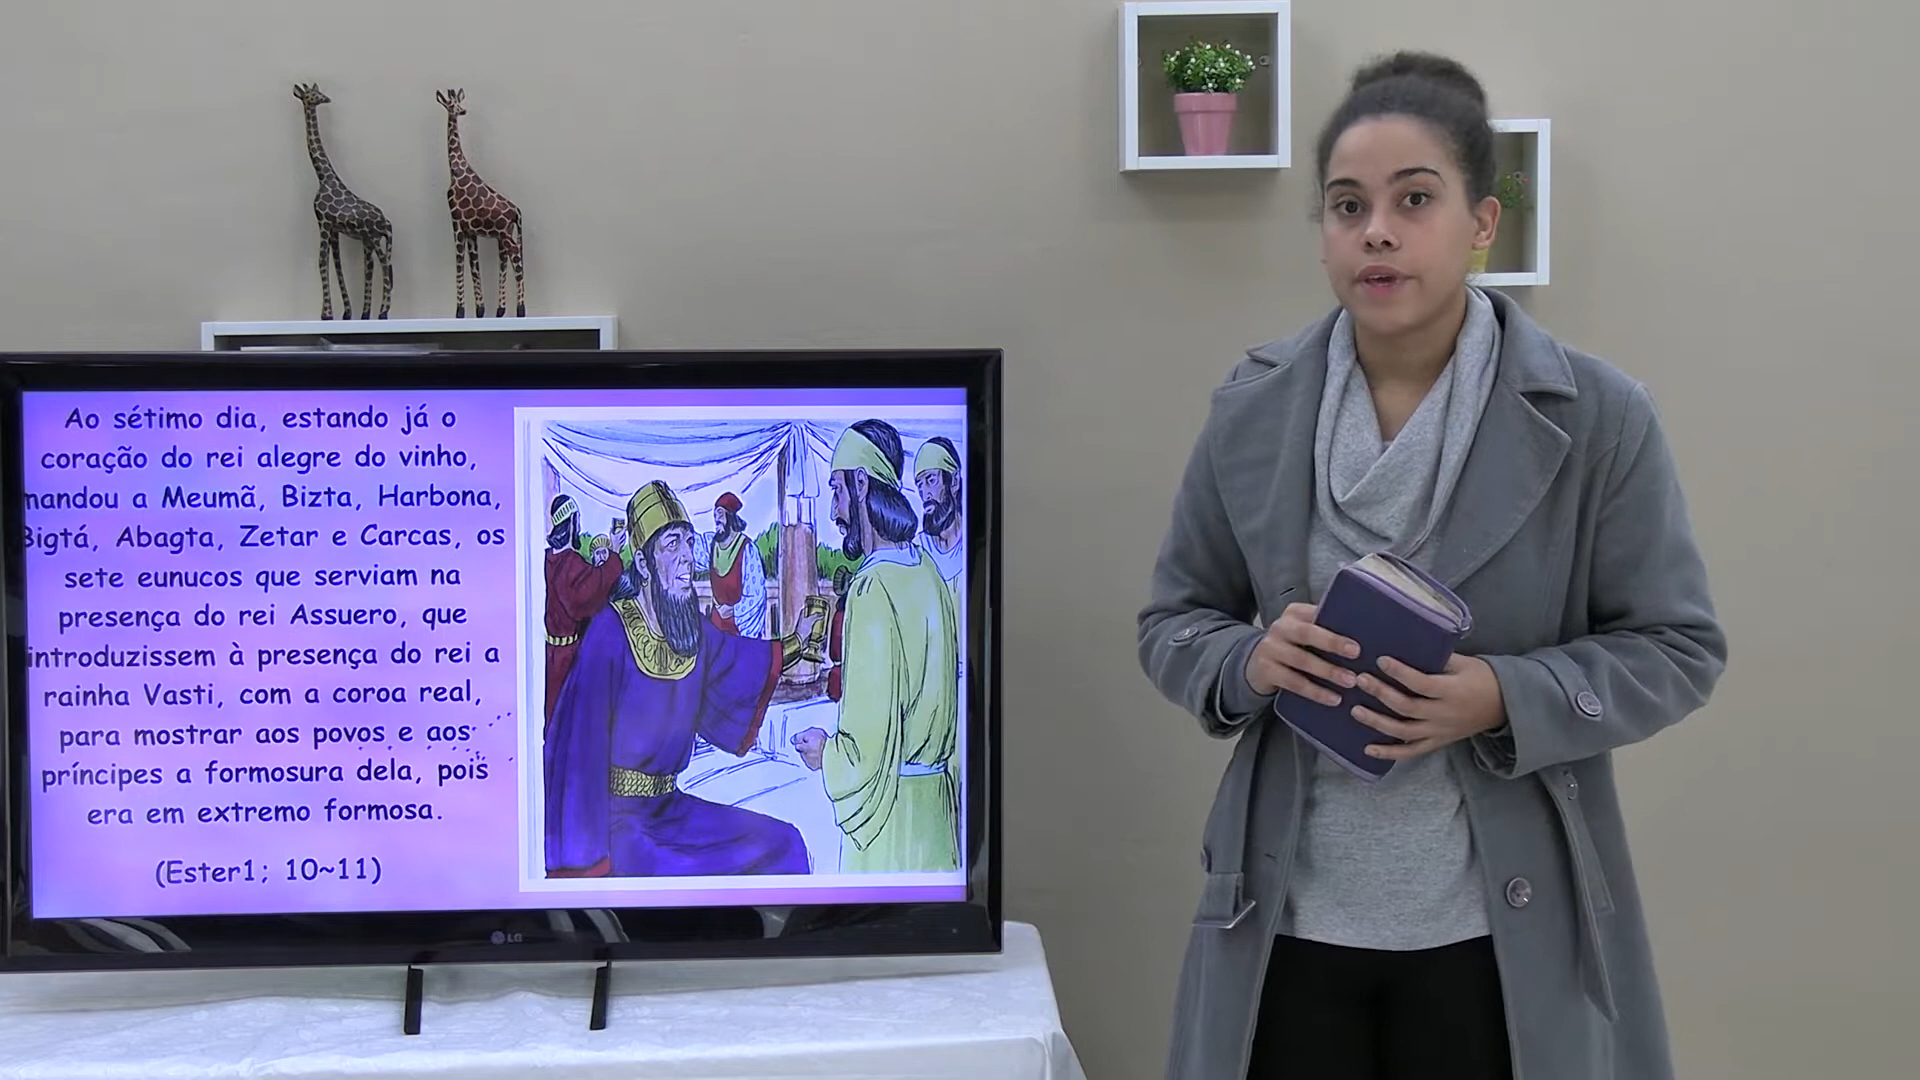 Ao sétimo dia, estando já o
coração do rei alegre do vinho,
mandou a Meumã, Bizta, Harbona,
Bigtá, Abagta, Zetar e Carcas, os
sete eunucos que serviam na
presença do rei Assuero, que
introduzissem à presença do rei a
rainha Vasti, com a coroa real,
para mostrar aos povos e aos
príncipes a formosura dela, pois
era em extremo formosa.
(Ester1; 10~11)
LG